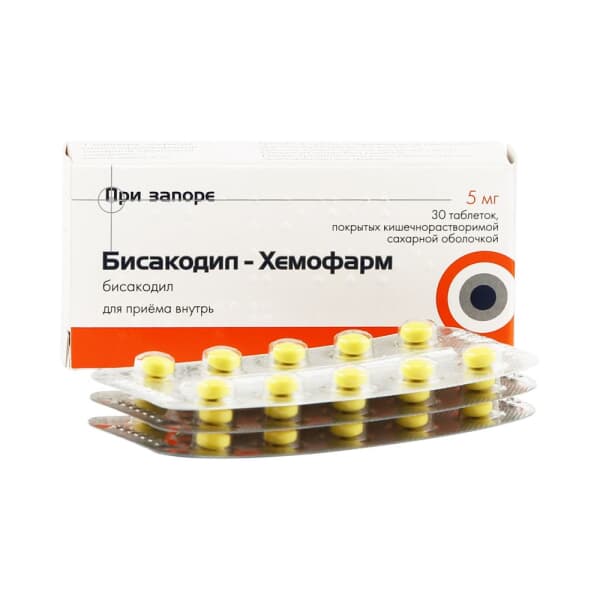 При запоре
5 мг
30 таблеток,
покрытых кишечнорастворимой
сахарной оболочкой
Бисакодил - Хемофарм
бисакодил
для приёма внутрь